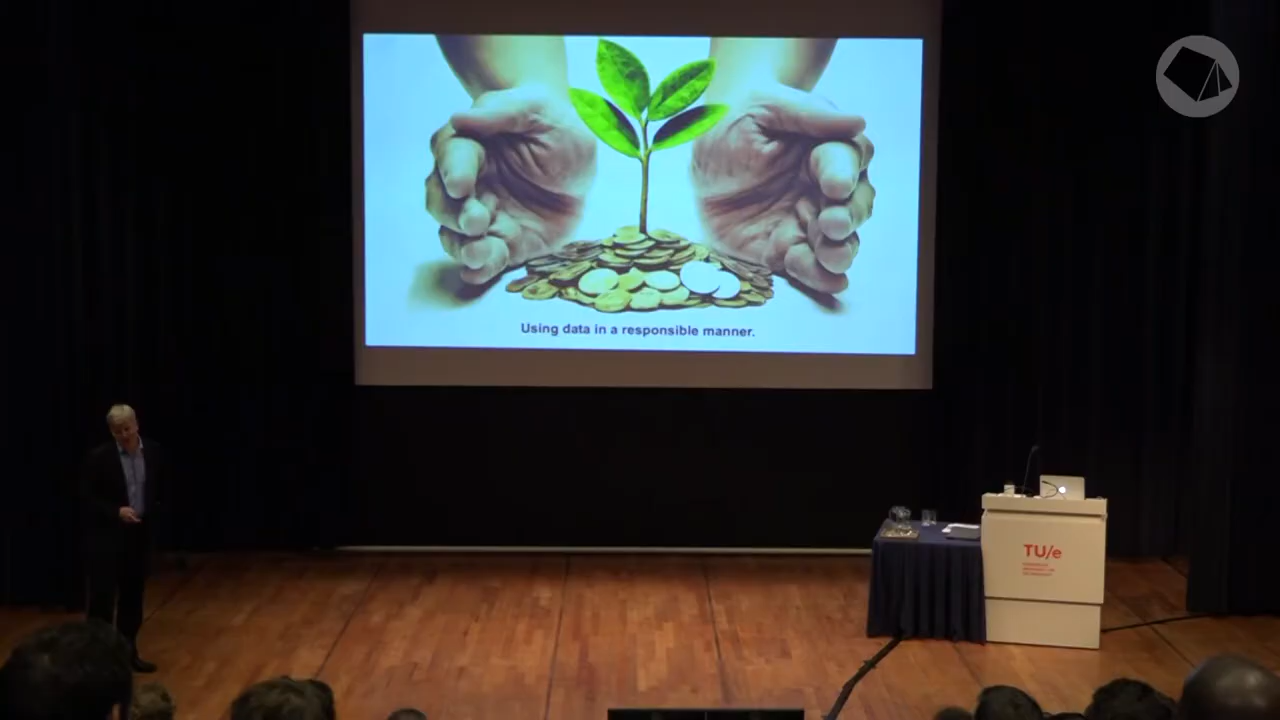 Using data in a responsible manner.
TU/e